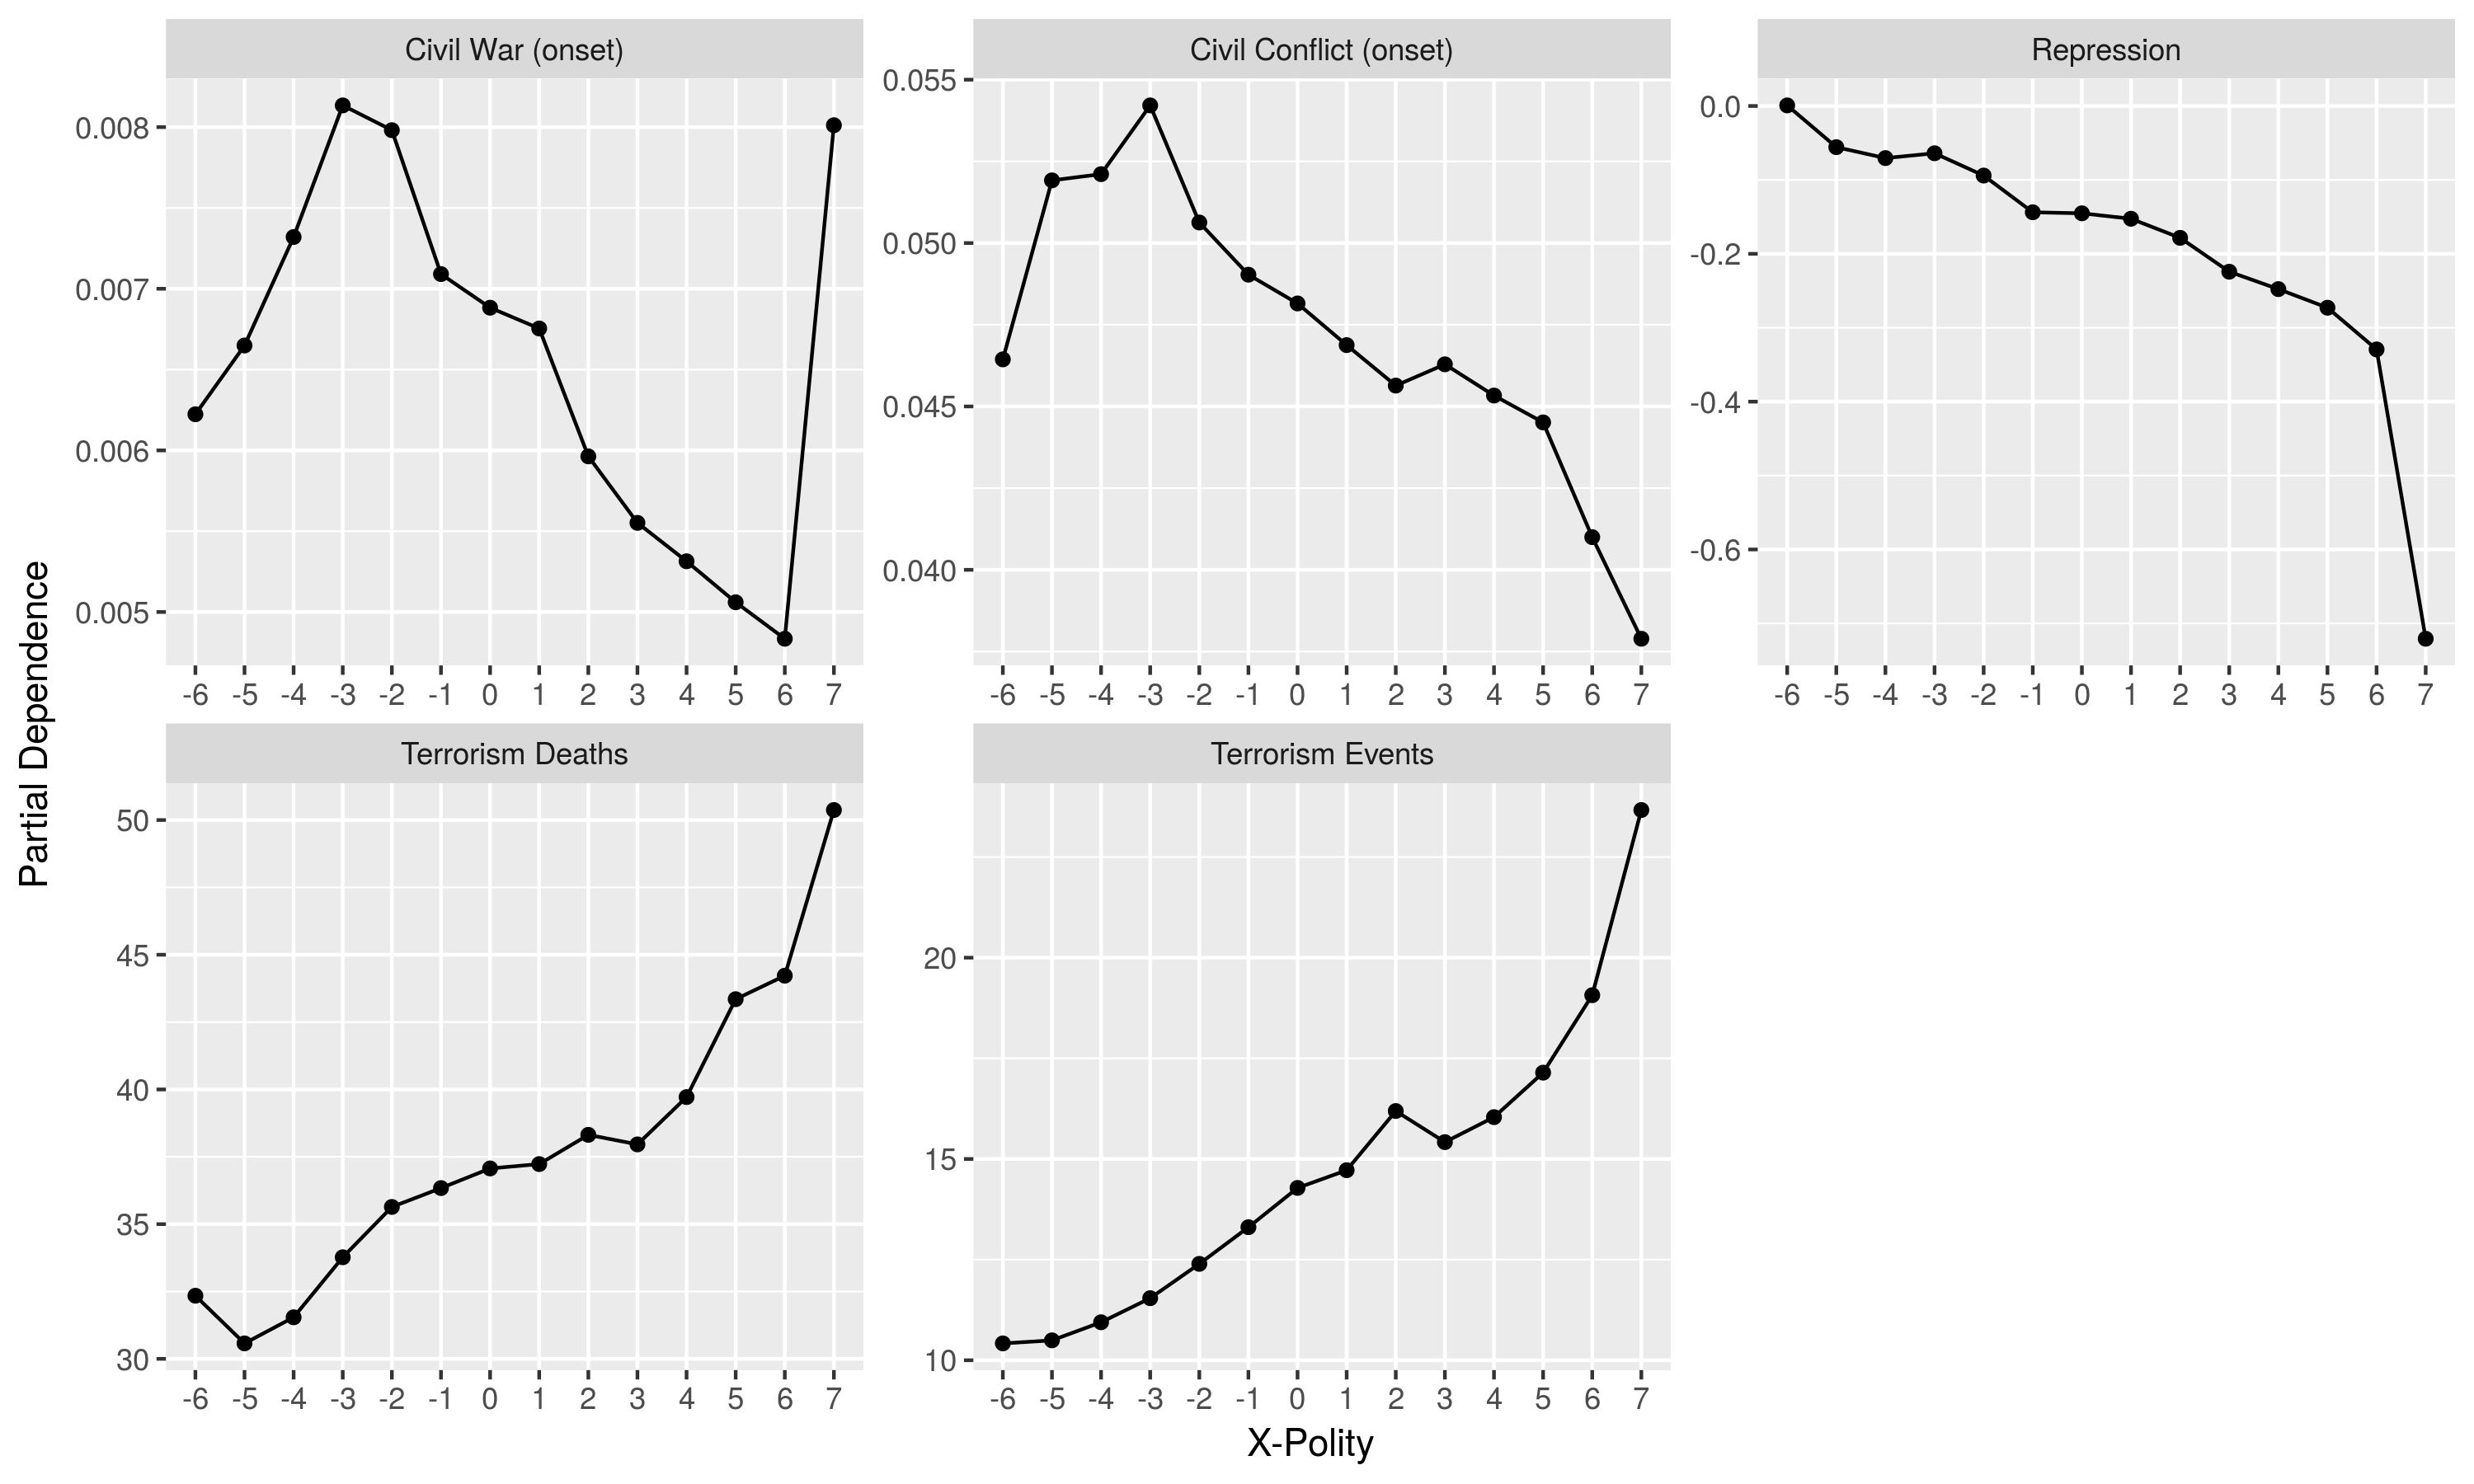 Civil War (onset)
Civil Conflict (onset)
Repression
0.008
0.007
0.006
0.005
-6 -5 -4 -3 -2 -1 0 1 2 3 4 5 6 7
0.055
0.050
0.045
0.040
-6 -5 -4 -3 -2 -1 0 1 2 3 4 5 6 7
0.0
-0.2
-0.4
-0.6
-6 -5 -4 -3 -2 -1 0 1 2 3 4 5 6 7
Partial Dependence
Terrorism Deaths
Terrorism Events
50
45
40
35
30
-6 -5 -4 -3 -2 -1 0 1 2 3 4 5 6 7
20
15
10
-6 -5 -4 -3 -2 -1 0 1 2 3 4 5 6 7
X-Polity